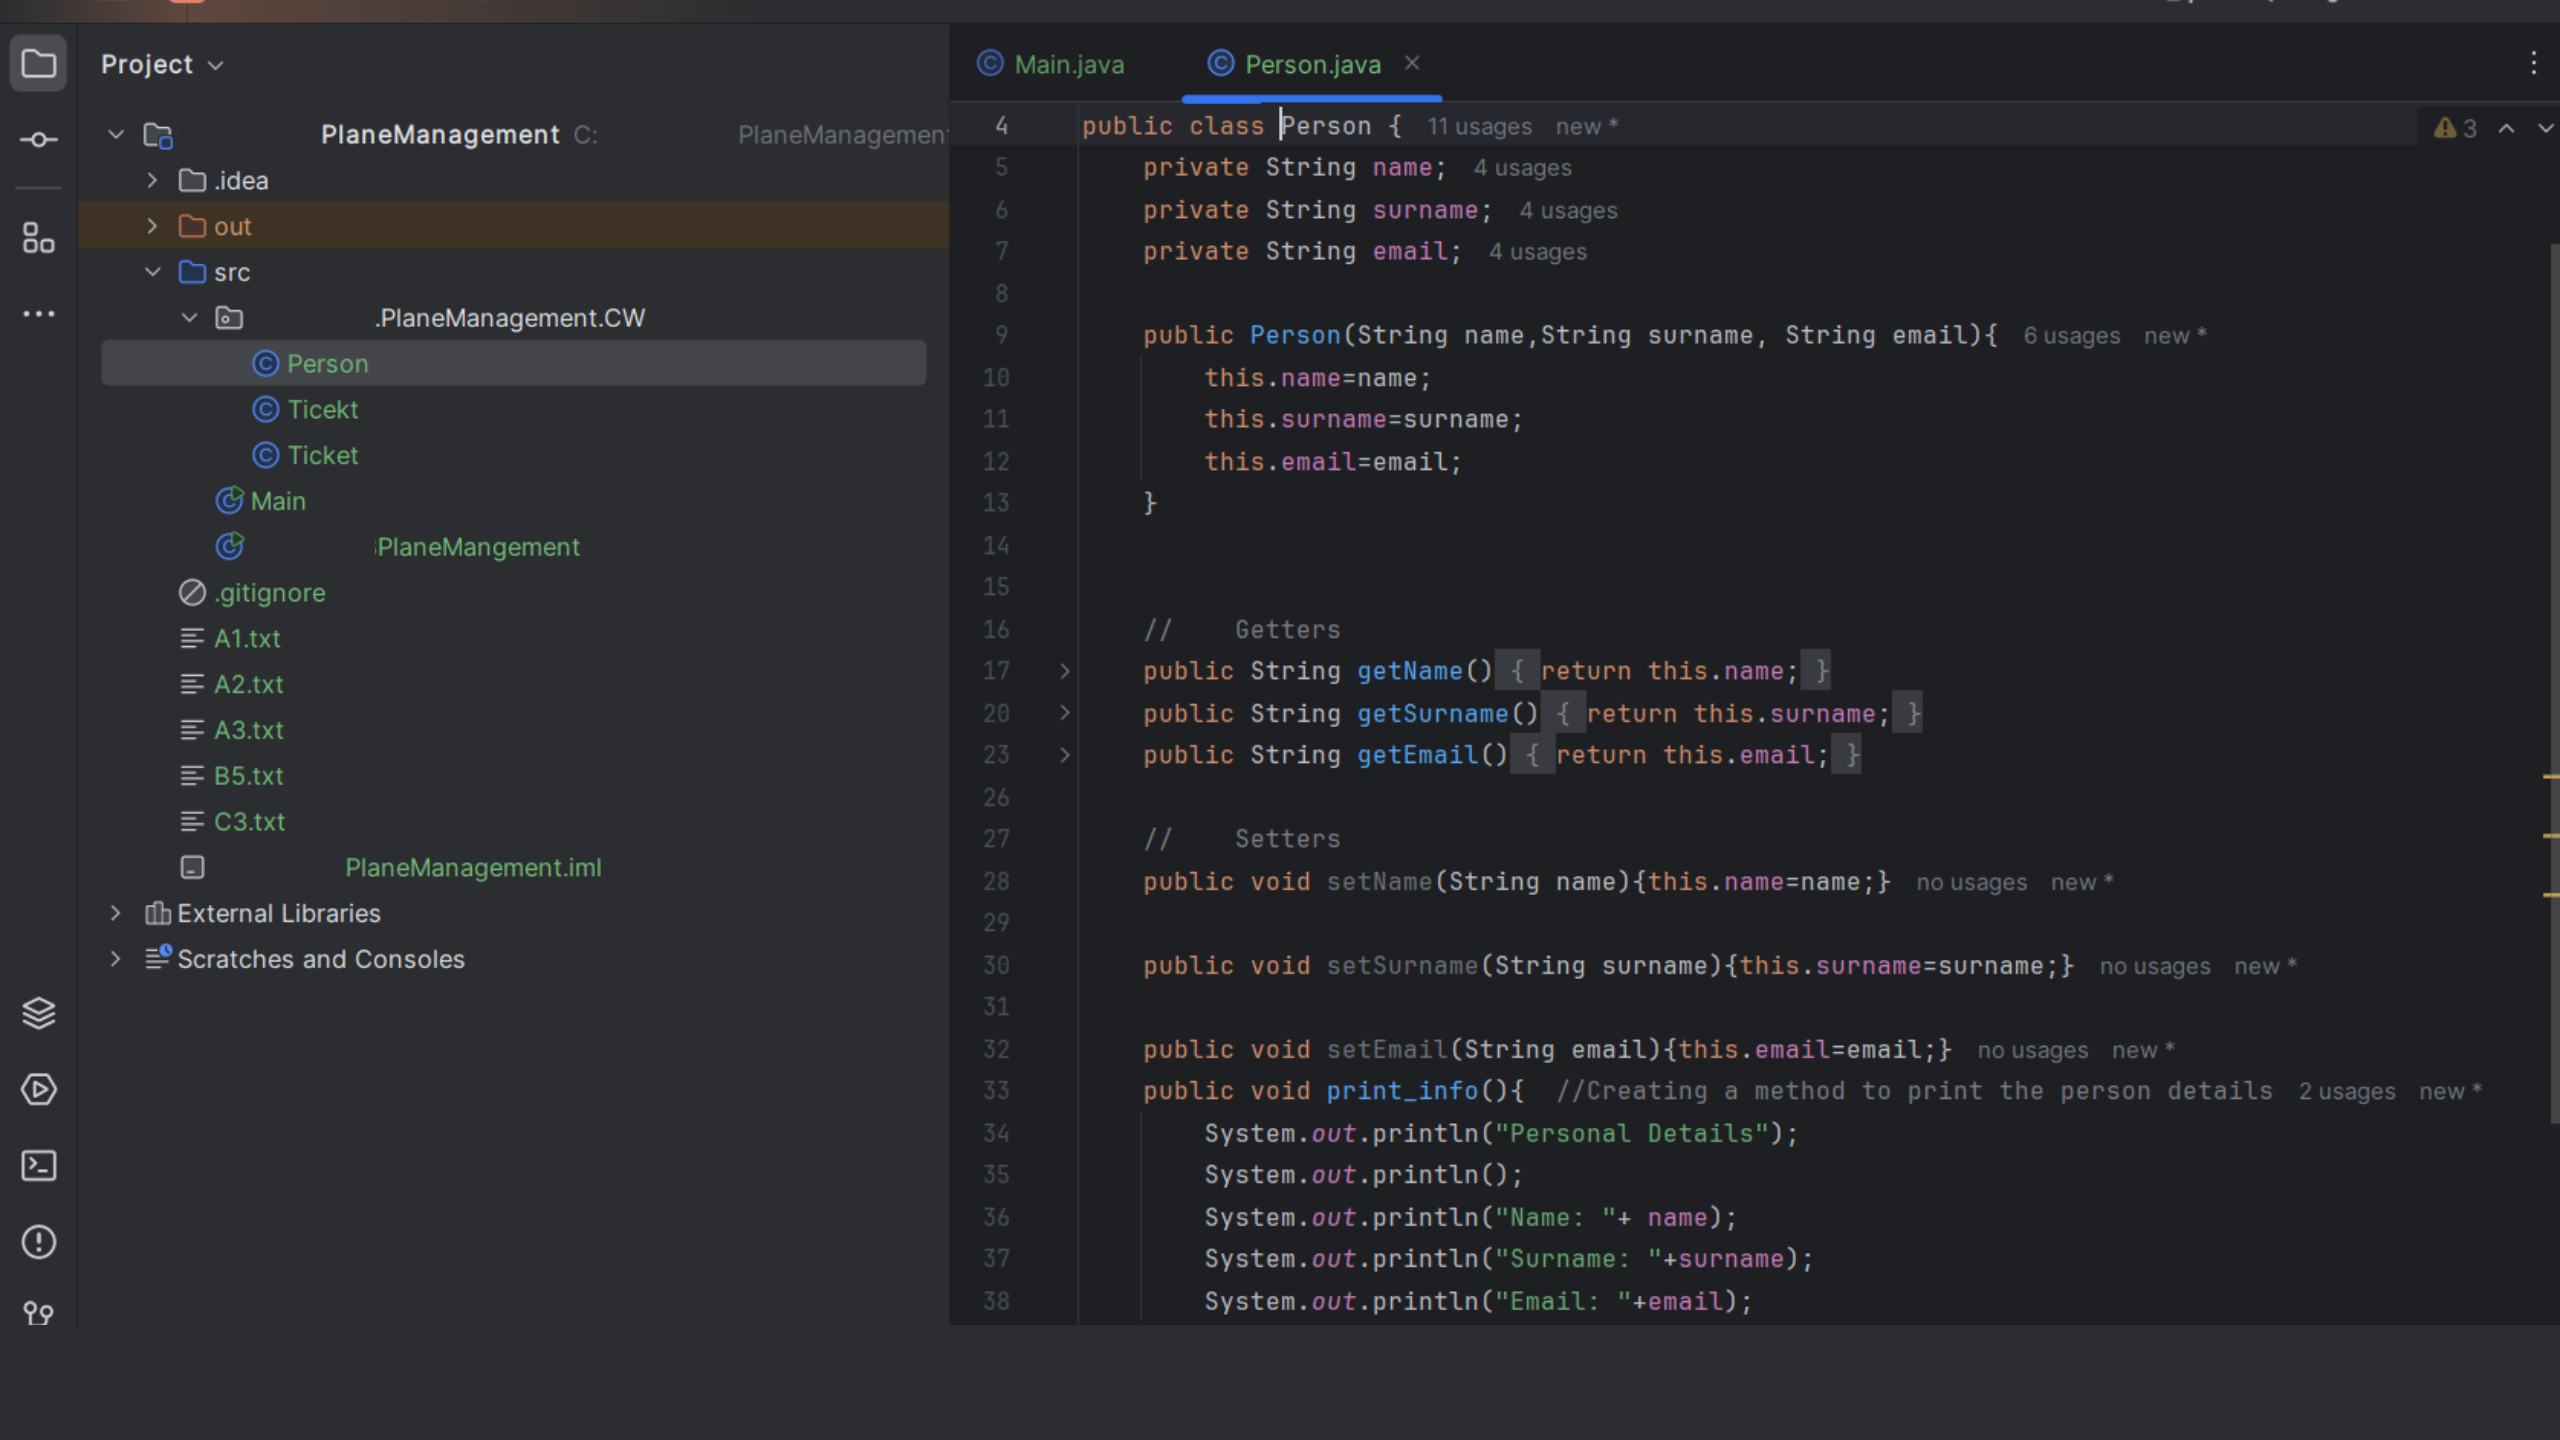 Project
PlaneManagement C: PlaneManagemen
.idea
out
src
.PlaneManagement.CW
Person
Ticekt
Ticket
Main
PlaneMangement
.gitignore
A1.txt
A2.txt
A3.txt
B5.txt
C3.txt
PlaneManagement.iml
External Libraries
Scratches and Consoles
Main.java Person.java
3
4 public class Person { 11 usages new *
5 private String name; 4 usages
6 private String surname; 4 usages
7 private String email; 4 usages
8
9 public Person(String name,String surname, String email){ 6 usages new *
10 this.name=name;
11 this.surname=surname;
12 this.email=email;
13 }
14
15
16 // Getters
17 public String getName() { return this.name; }
20 public String getSurname() { return this.surname; }
23 public String getEmail() { return this.email; }
26
27 // Setters
28 public void setName(String name){this.name=name;} no usages new *
29
30 public void setSurname(String surname){this.surname=surname;} no usages new *
31
32 public void setEmail(String email){this.email=email;} no usages new *
33 public void print_info(){ //Creating a method to print the person details 2 usages new *
34 System.out.println("Personal Details");
35 System.out.println();
36 System.out.println("Name: "+ name);
37 System.out.println("Surname: "+surname);
38 System.out.println("Email: "+email);